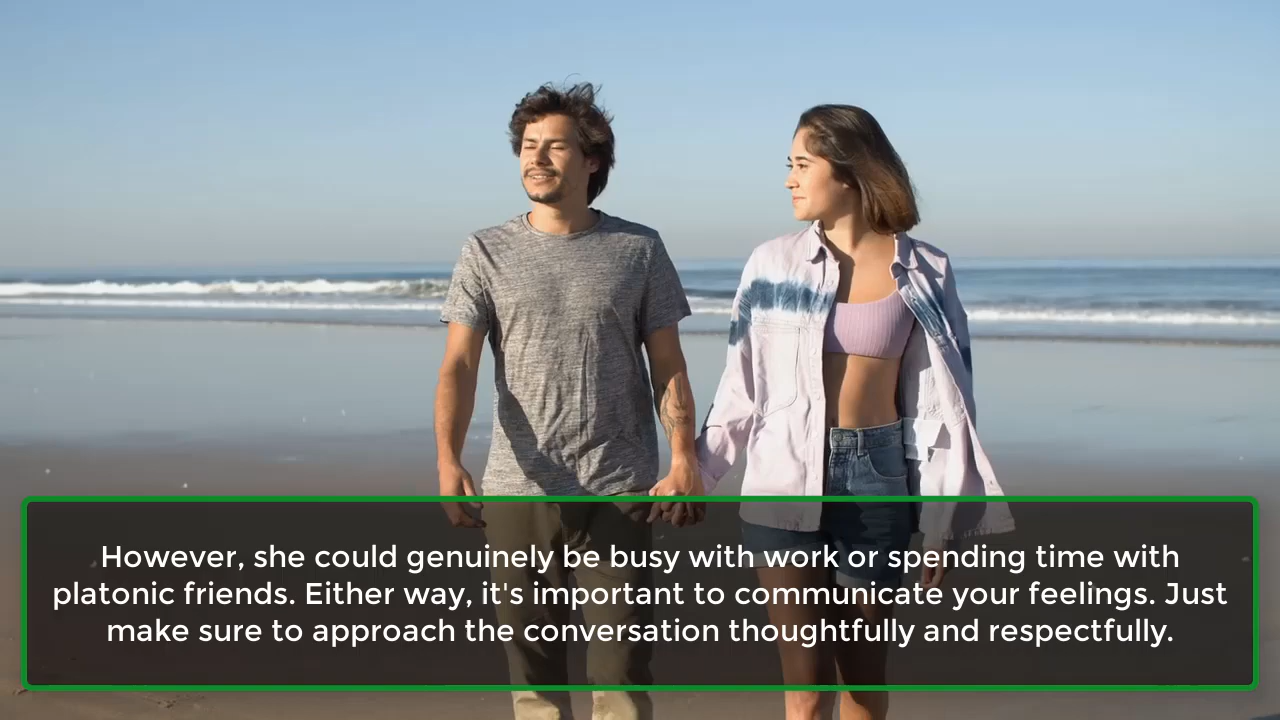 However, she could genuinely be busy with work or spending time with
platonic friends. Either way, it's important to communicate your feelings. Just
make sure to approach the conversation thoughtfully and respectfully.